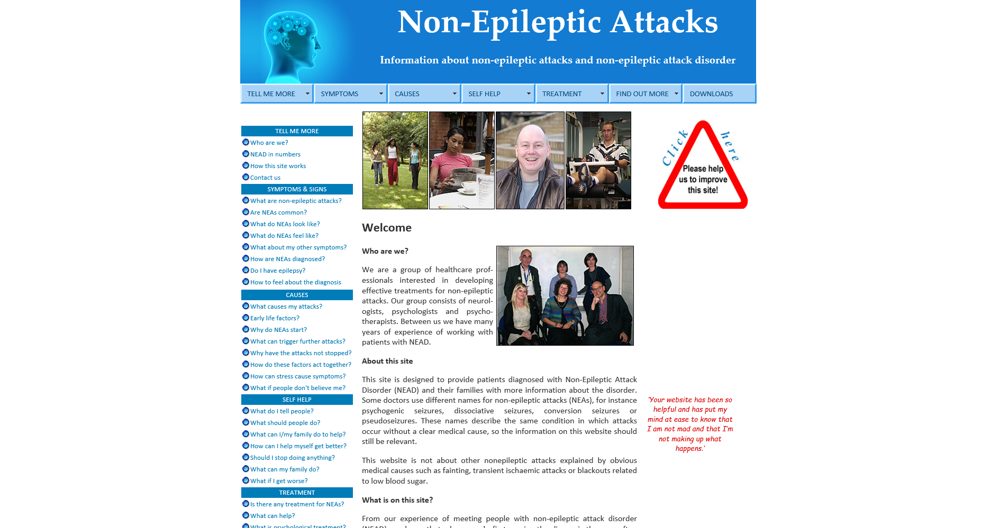 Non-Epileptic Attacks
Information about non-epileptic attacks and non-epileptic attack disorder
TELL ME MORE
SYMPTOMS
CAUSES
SELF HELP
TREATMENT
FIND OUT MORE
DOWNLOADS
TELL ME MORE
Who are we?
NEAD in numbers
How this site works
Contact us
SYMPTOMS & SIGNS
What are non-epileptic attacks?
Are NEAs common?
What do NEAs look like?
What do NEAs feel like?
What about my other symptoms?
How are NEAs diagnosed?
Do I have epilepsy?
How to feel about the diagnosis
CAUSES
What causes my attacks?
Early life factors?
Why do NEAs start?
What can trigger further attacks?
Why have the attacks not stopped?
How do these factors act together?
How can stress cause symptoms?
What if people don't believe me?
SELF HELP
What do I tell people?
What should people do?
What can I/my family do to help?
How can I help myself get better?
Should I stop doing anything?
What can my family do?
What if I get worse?
TREATMENT
Is there any treatment for NEAs?
What can help?
What is psychological treatment?
Welcome
Who are we?
We are a group of healthcare prof-
essionals interested in developing
effective treatments for non-epileptic
attacks. Our group consists of neurol-
ogists, psychologists and psycho-
therapists. Between us we have many
years of experience of working with
patients with NEAD.
About this site
This site is designed to provide patients diagnosed with Non-Epileptic Attack
Disorder (NEAD) and their families with more information about the disorder.
Some doctors use different names for non-epileptic attacks (NEAs), for instance
psychogenic seizures, dissociative seizures, conversion seizures or
pseudoseizures. These names describe the same condition in which attacks
occur without a clear medical cause, so the information on this website should
still be relevant.
This website is not about other nonepileptic attacks explained by obvious
medical causes such as fainting, transient ischaemic attacks or blackouts related
to low blood sugar.
What is on this site?
From our experience of meeting people with non-epileptic attack disorder
Click here
Please help
us to improve
this site!
'Your website has been so
helpful and has put my
mind at ease to know that
I am not mad and that I'm
not making up what
happens.'